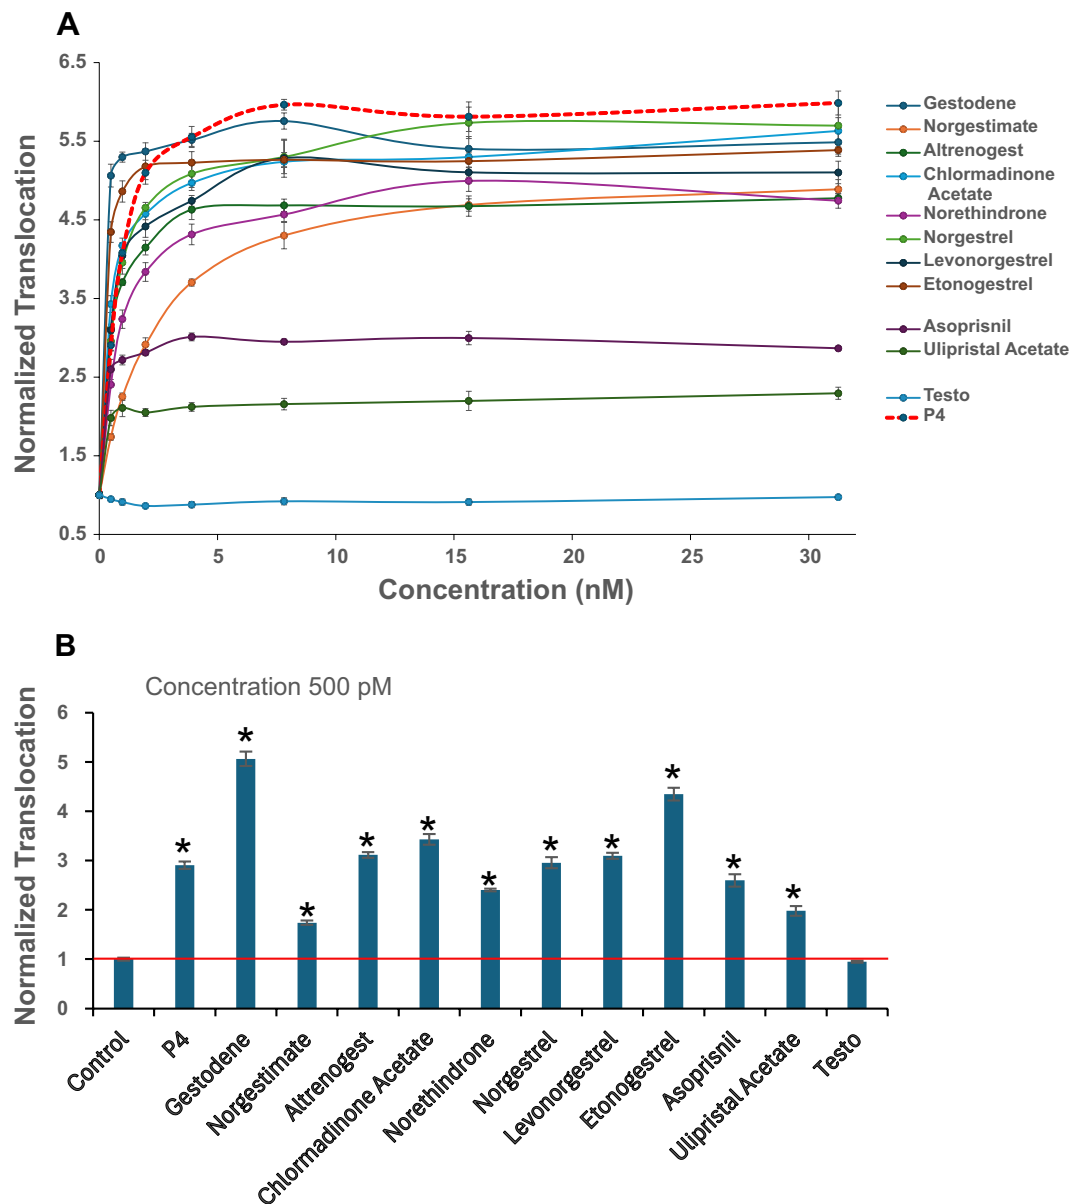 A
Normalized Translocation
6.5
5.5
4.5
3.5
2.5
1.5
0.5
0 5 10 15 20 25 30
Concentration (nM)
Gestodene
Norgestimate
Altrenogest
Chlormadinone
Acetate
Norethindrone
Norgestrel
Levonorgestrel
Etonogestrel
Asoprisnil
Ulipristal Acetate
Testo
P4
B
Concentration 500 pM
Normalized Translocation
6
5
4
3
2
1
0
* * * * * * * * * * *
Control
P4
Gestodene
Norgestimate
Altrenogest
Chlormadinone Acetate
Norethindrone
Norgestrel
Levonorgestrel
Etonogestrel
Asoprisnil
Ulipristal Acetate
Testo